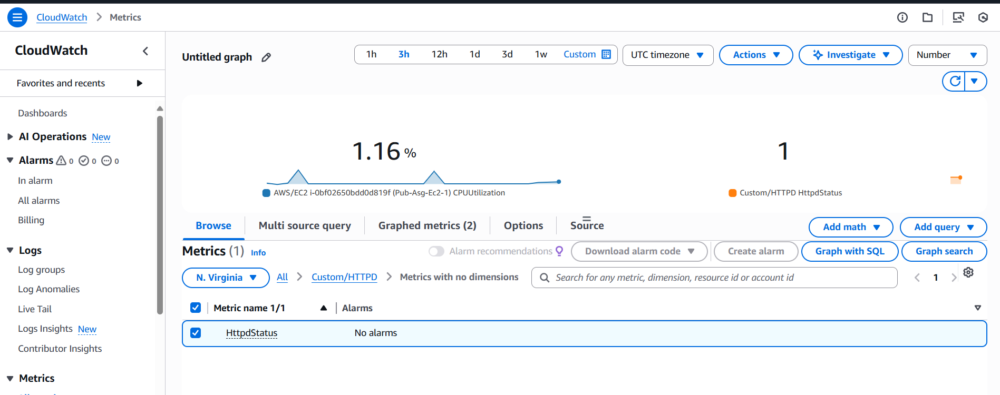 CloudWatch > Metrics
CloudWatch
Favorites and recents
Dashboards
AI Operations New
Alarms 0 0 0
In alarm
All alarms
Billing
Logs
Log groups
Log Anomalies
Live Tail
Logs Insights New
Contributor Insights
Metrics
Untitled graph
1h 3h 12h 1d 3d 1w Custom
UTC timezone
Actions
Investigate
Number
1.16 %
AWS/EC2 i-0bf02650bdd0d819f (Pub-Asg-Ec2-1) CPUUtilization
1
Custom/HTTPD HttpdStatus
Browse
Multi source query
Graphed metrics (2)
Options
Source
Add math
Add query
Metrics (1) Info
Alarm recommendations
Download alarm code
Create alarm
Graph with SQL
Graph search
N. Virginia
All > Custom/HTTPD > Metrics with no dimensions
Search for any metric, dimension, resource id or account id
1
Metric name 1/1
Alarms
HttpdStatus
No alarms